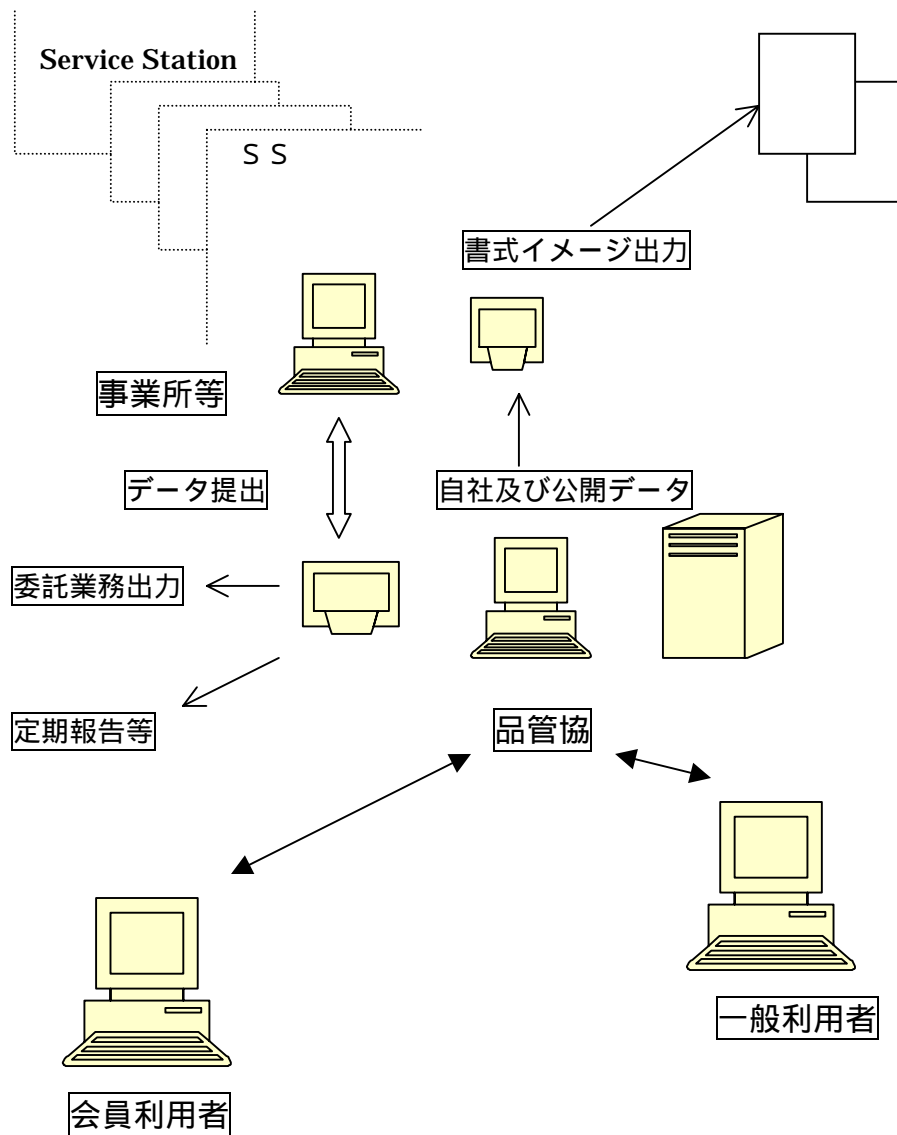 Service Station
ＳＳ
書式イメージ出力
事業所等
データ提出
自社及び公開データ
委託業務出力
定期報告等
品管協
一般利用者
会員利用者